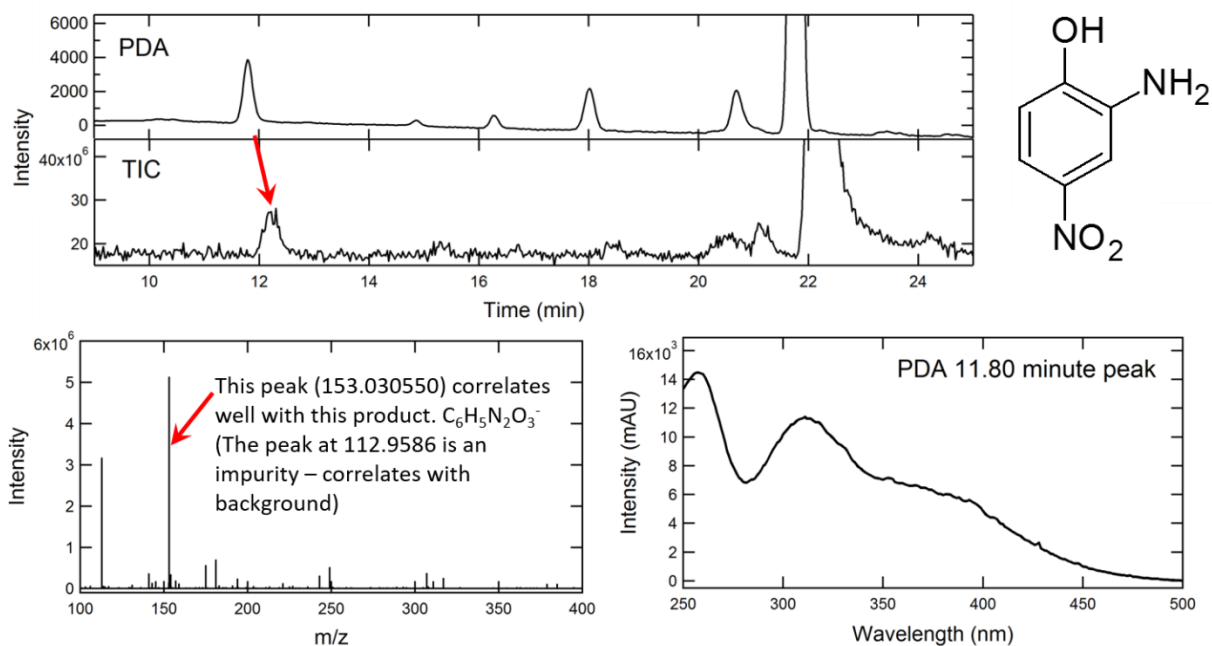 PDA
6000
4000
2000
0
Intensity
TIC
40x10⁶
30
20
10 12 14 16 18 20 22 24
Time (min)
OH
NH₂
NO₂
6x10⁶
5
4
3
2
1
0
Intensity
100 150 200 250 300 350 400
m/z
This peak (153.030550) correlates
well with this product. C₆H₅N₂O₃⁻
(The peak at 112.9586 is an
impurity – correlates with
background)
PDA 11.80 minute peak
16x10³
14
12
10
8
6
4
2
0
Intensity (mAU)
250 300 350 400 450 500
Wavelength (nm)